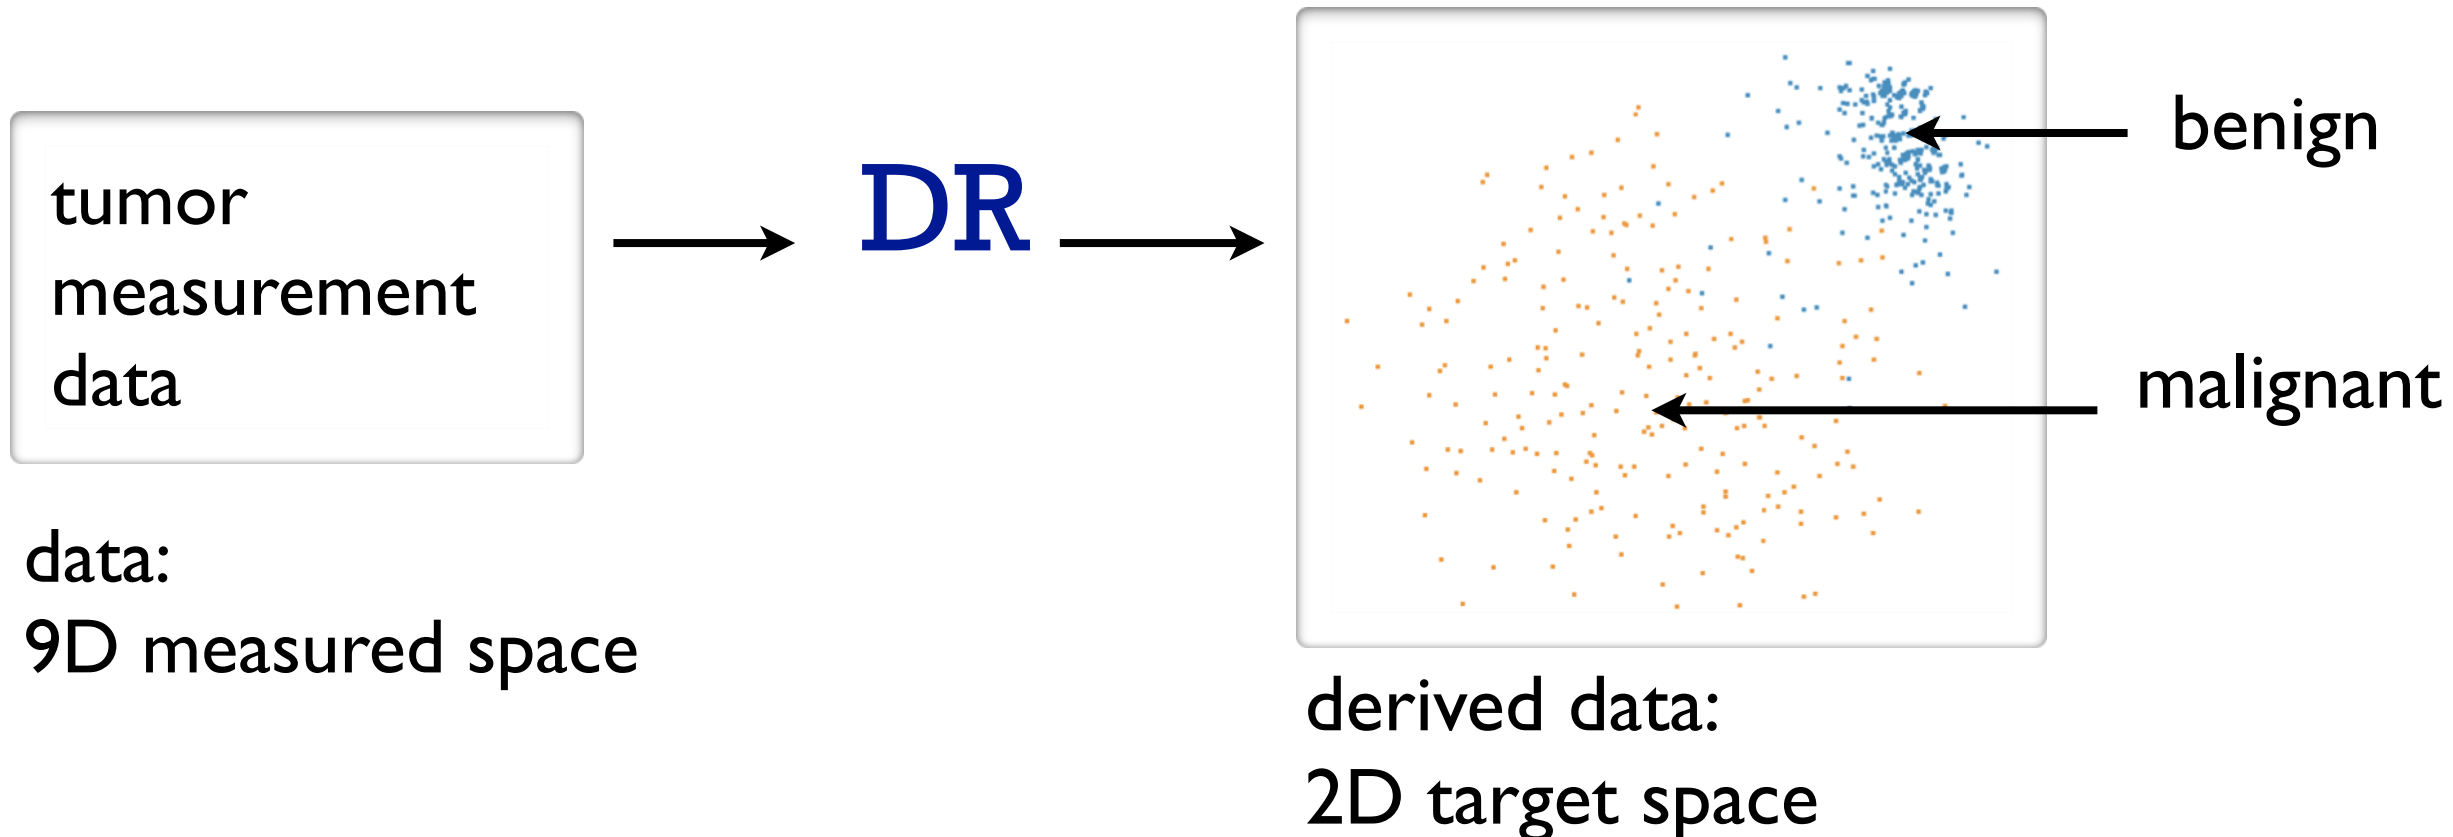 tumor
measurement
data
data:
9D measured space
DR
benign
malignant
derived data:
2D target space